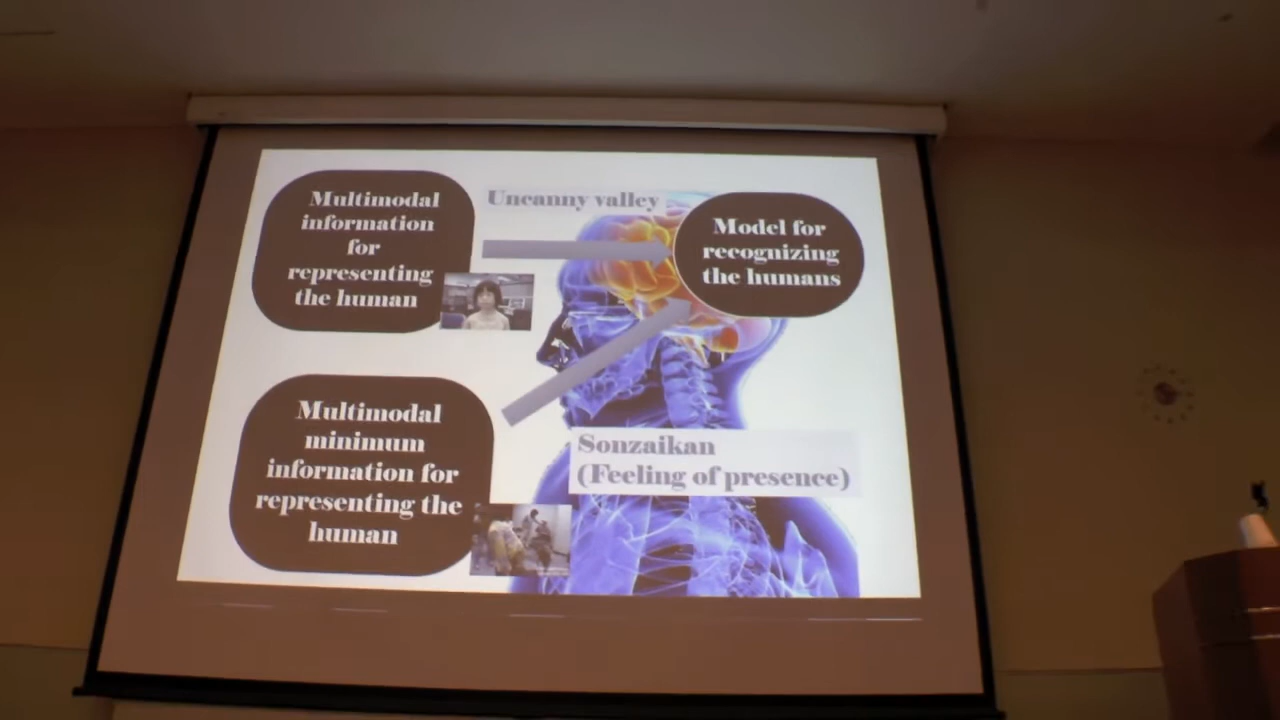 Multimodal
information
for
representing
the human
Uncanny valley
Model for
recognizing
the humans
Multimodal
minimum
information for
representing the
human
Sonzaikan
(Feeling of presence)